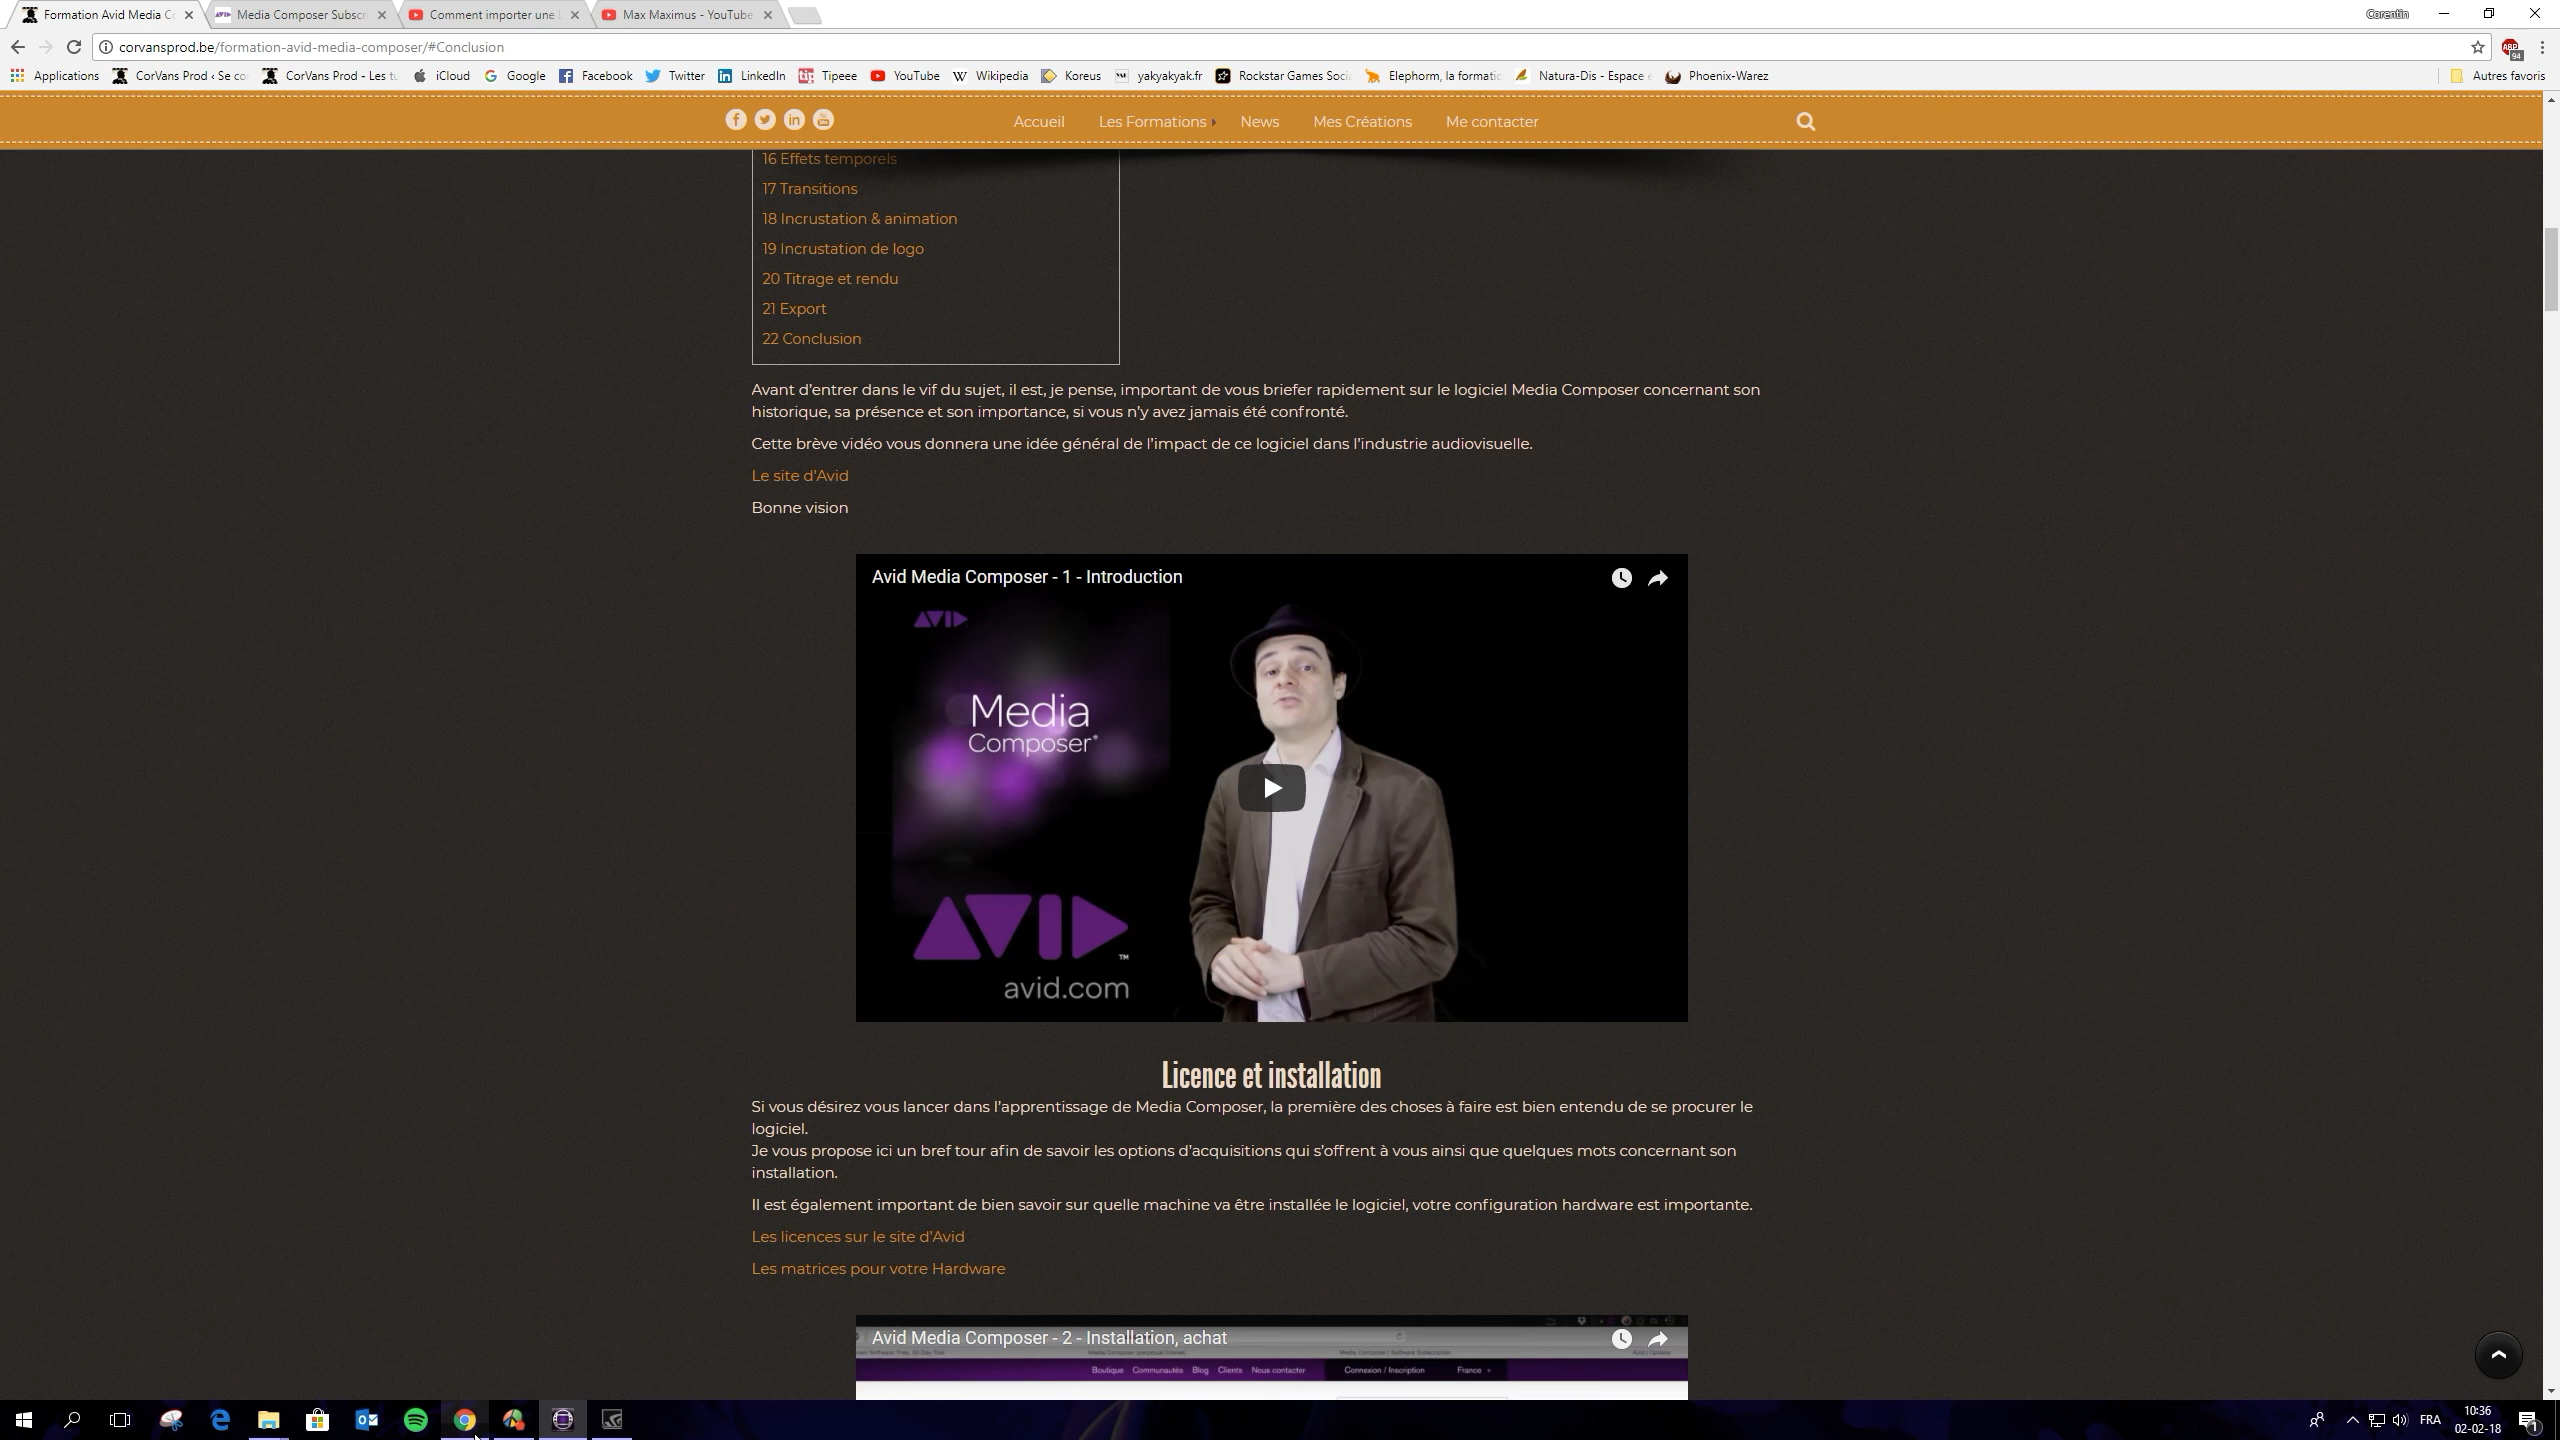 Formation Avid Media Co
Media Composer Subscri
Comment importer une
Max Maximus - YouTube
Corentin
corvansprod.be/formation-avid-media-composer/#Conclusion
ABP
94
Applications
CorVans Prod ‹ Se co
CorVans Prod - Les tu
iCloud
Google
Facebook
Twitter
LinkedIn
Tipeee
YouTube
Wikipedia
Koreus
yakyakyak.fr
Rockstar Games Socia
Elephorm, la formatio
Natura-Dis - Espace
Phoenix-Warez
Autres favoris
Accueil
Les Formations
News
Mes Créations
Me contacter
16 Effets temporels
17 Transitions
18 Incrustation & animation
19 Incrustation de logo
20 Titrage et rendu
21 Export
22 Conclusion
Avant d'entrer dans le vif du sujet, il est, je pense, important de vous briefer rapidement sur le logiciel Media Composer concernant son
historique, sa présence et son importance, si vous n'y avez jamais été confronté.
Cette brève vidéo vous donnera une idée général de l'impact de ce logiciel dans l'industrie audiovisuelle.
Le site d'Avid
Bonne vision
Avid Media Composer - 1 - Introduction
AVID
Media
Composer®
AVID™
avid.com
Licence et installation
Si vous désirez vous lancer dans l'apprentissage de Media Composer, la première des choses à faire est bien entendu de se procurer le
logiciel.
Je vous propose ici un bref tour afin de savoir les options d'acquisitions qui s'offrent à vous ainsi que quelques mots concernant son
installation.
Il est également important de bien savoir sur quelle machine va être installée le logiciel, votre configuration hardware est importante.
Les licences sur le site d'Avid
Les matrices pour votre Hardware
Avid Media Composer - 2 - Installation, achat
Boutique Communautés Blog Clients Nous contacter
Connexion / Inscription
France
FRA
10:36
02-02-18
1